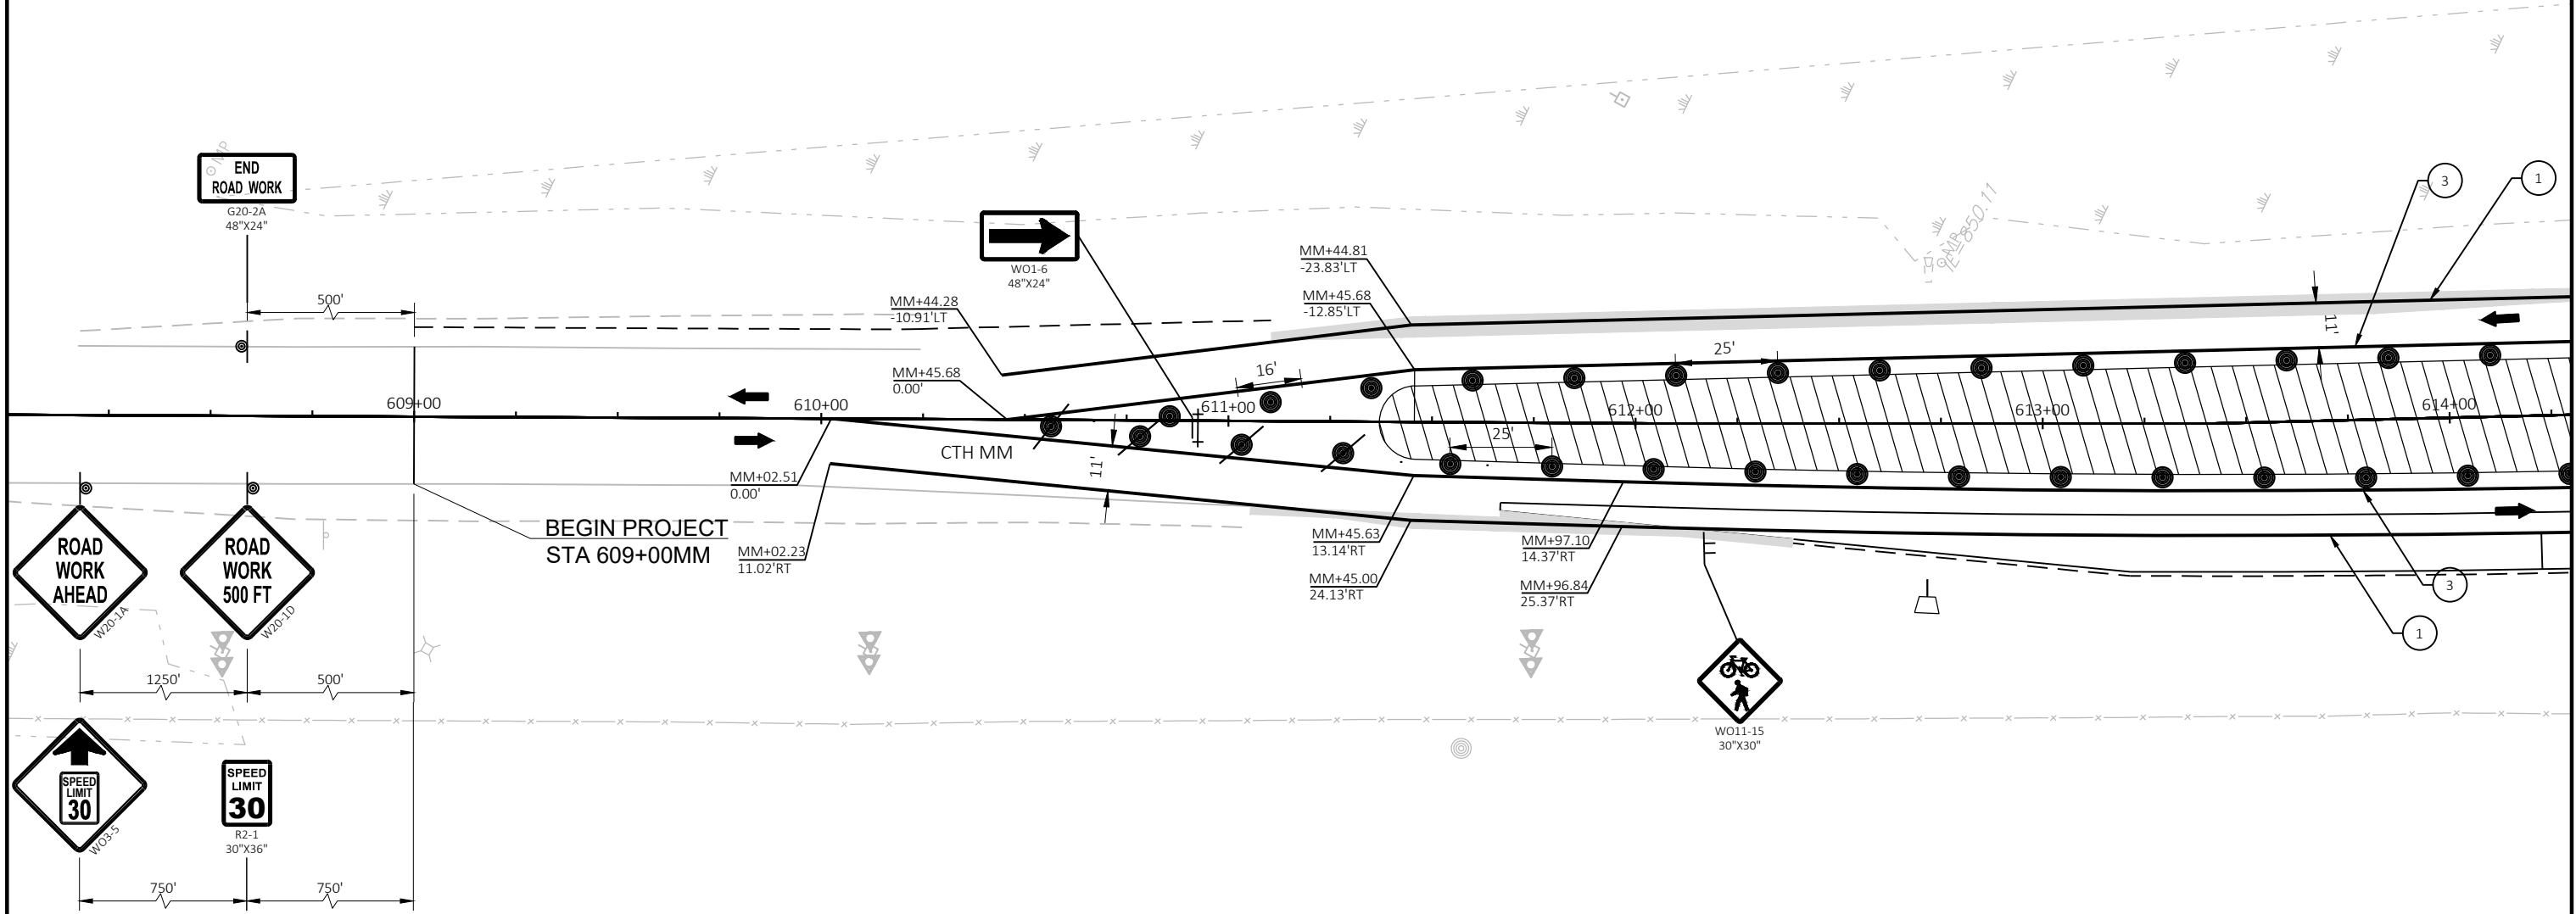 MP
END
ROAD WORK
G20-2A
48"X24"
500'
WO1-6
48"X24"
MM+44.28
-10.91'LT
MM+44.81
-23.83'LT
MM+45.68
-12.85'LT
MP
IE=850.11
3
1
11'
25'
16'
MM+45.68
0.00'
609+00
610+00
611+00
612+00
613+00
614+00
CTH MM
11'
25'
MM+02.51
0.00'
BEGIN PROJECT
STA 609+00MM
MM+02.23
11.02'RT
MM+45.63
13.14'RT
MM+45.00
24.13'RT
MM+97.10
14.37'RT
MM+96.84
25.37'RT
3
1
ROAD
WORK
AHEAD
W20-1A
ROAD
WORK
500 FT
W20-1D
1250'
500'
SPEED
LIMIT
30
WO3-5
SPEED
LIMIT
30
R2-1
30"X36"
WO11-15
30"X30"
750'
750'